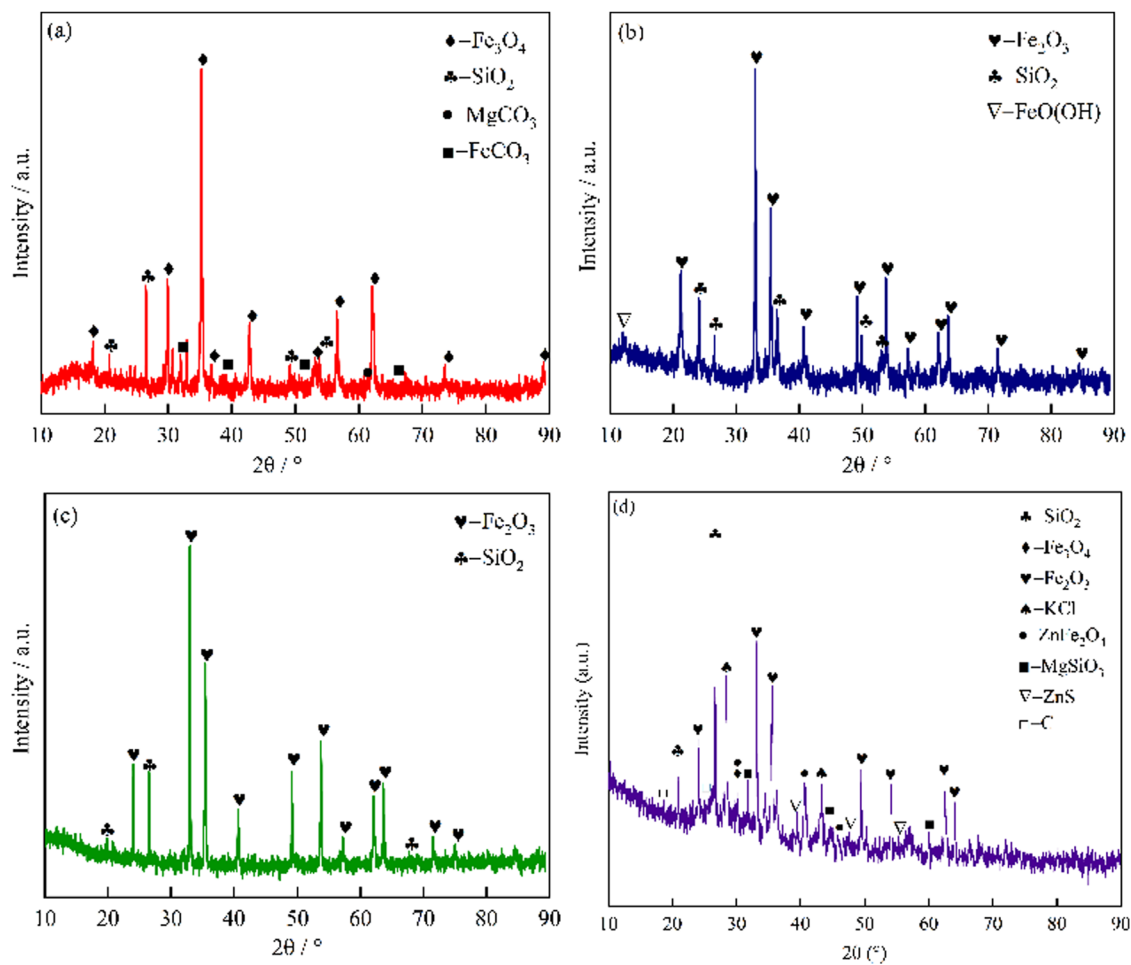 (a)
♦–Fe₃O₄
♣–SiO₂
● MgCO₃
■–FeCO₃
Intensity / a.u.
10 20 30 40 50 60 70 80 90
2θ / °
(b)
♥–Fe₂O₃
♣ SiO₂
▽–FeO(OH)
Intensity / a.u.
10 20 30 40 50 60 70 80 90
2θ / °
(c)
♥–Fe₂O₃
♣–SiO₂
Intensity / a.u.
10 20 30 40 50 60 70 80 90
2θ / °
(d)
♣ SiO₂
♦–Fe₃O₄
♥–Fe₂O₃
♠–KCl
● ZnFe₂O₄
■–MgSiO₃
▽–ZnS
┌–C
Intensity (a.u.)
10 20 30 40 50 60 70 80 90
2θ (°)